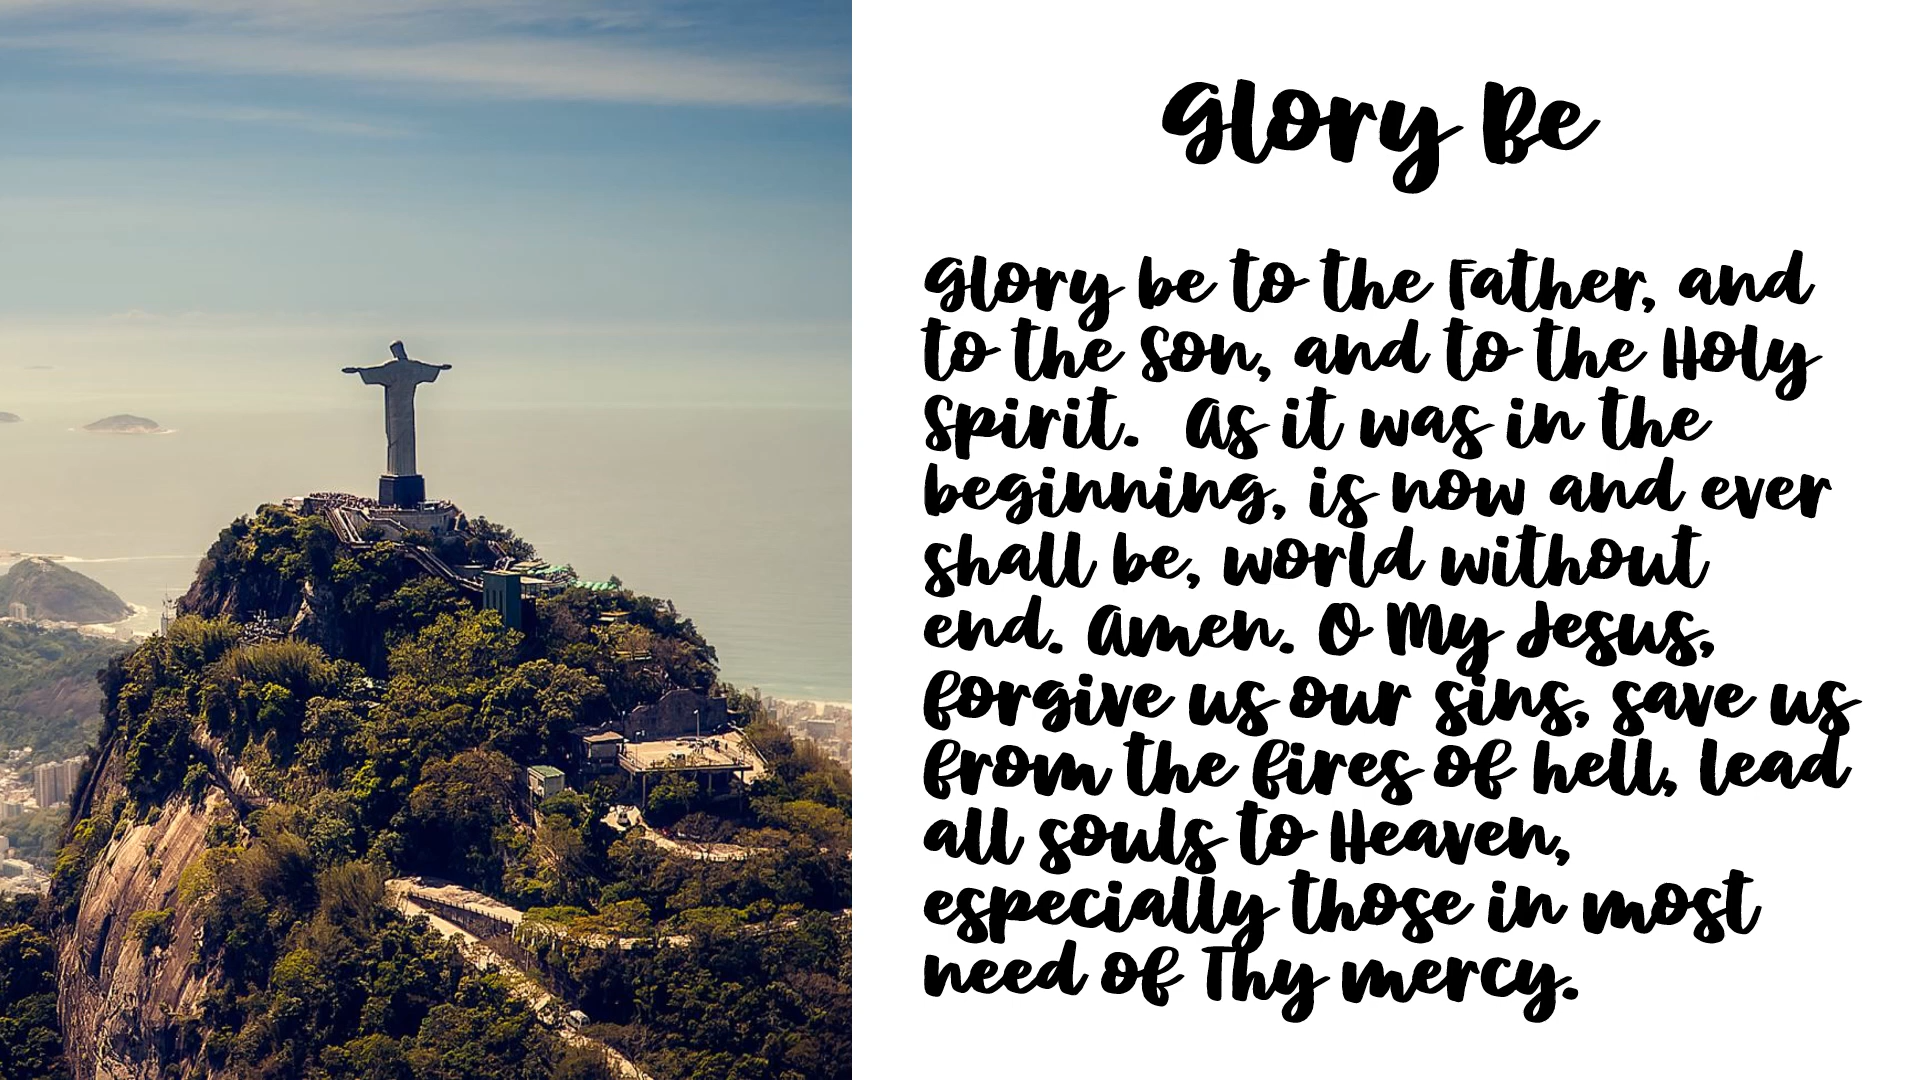 Glory Be
Glory be to the Father, and
to the Son, and to the Holy
Spirit.  As it was in the
beginning, is now and ever
shall be, world without
end. Amen. O My Jesus,
forgive us our sins, save us
from the fires of hell, lead
all souls to Heaven,
especially those in most
need of Thy mercy.